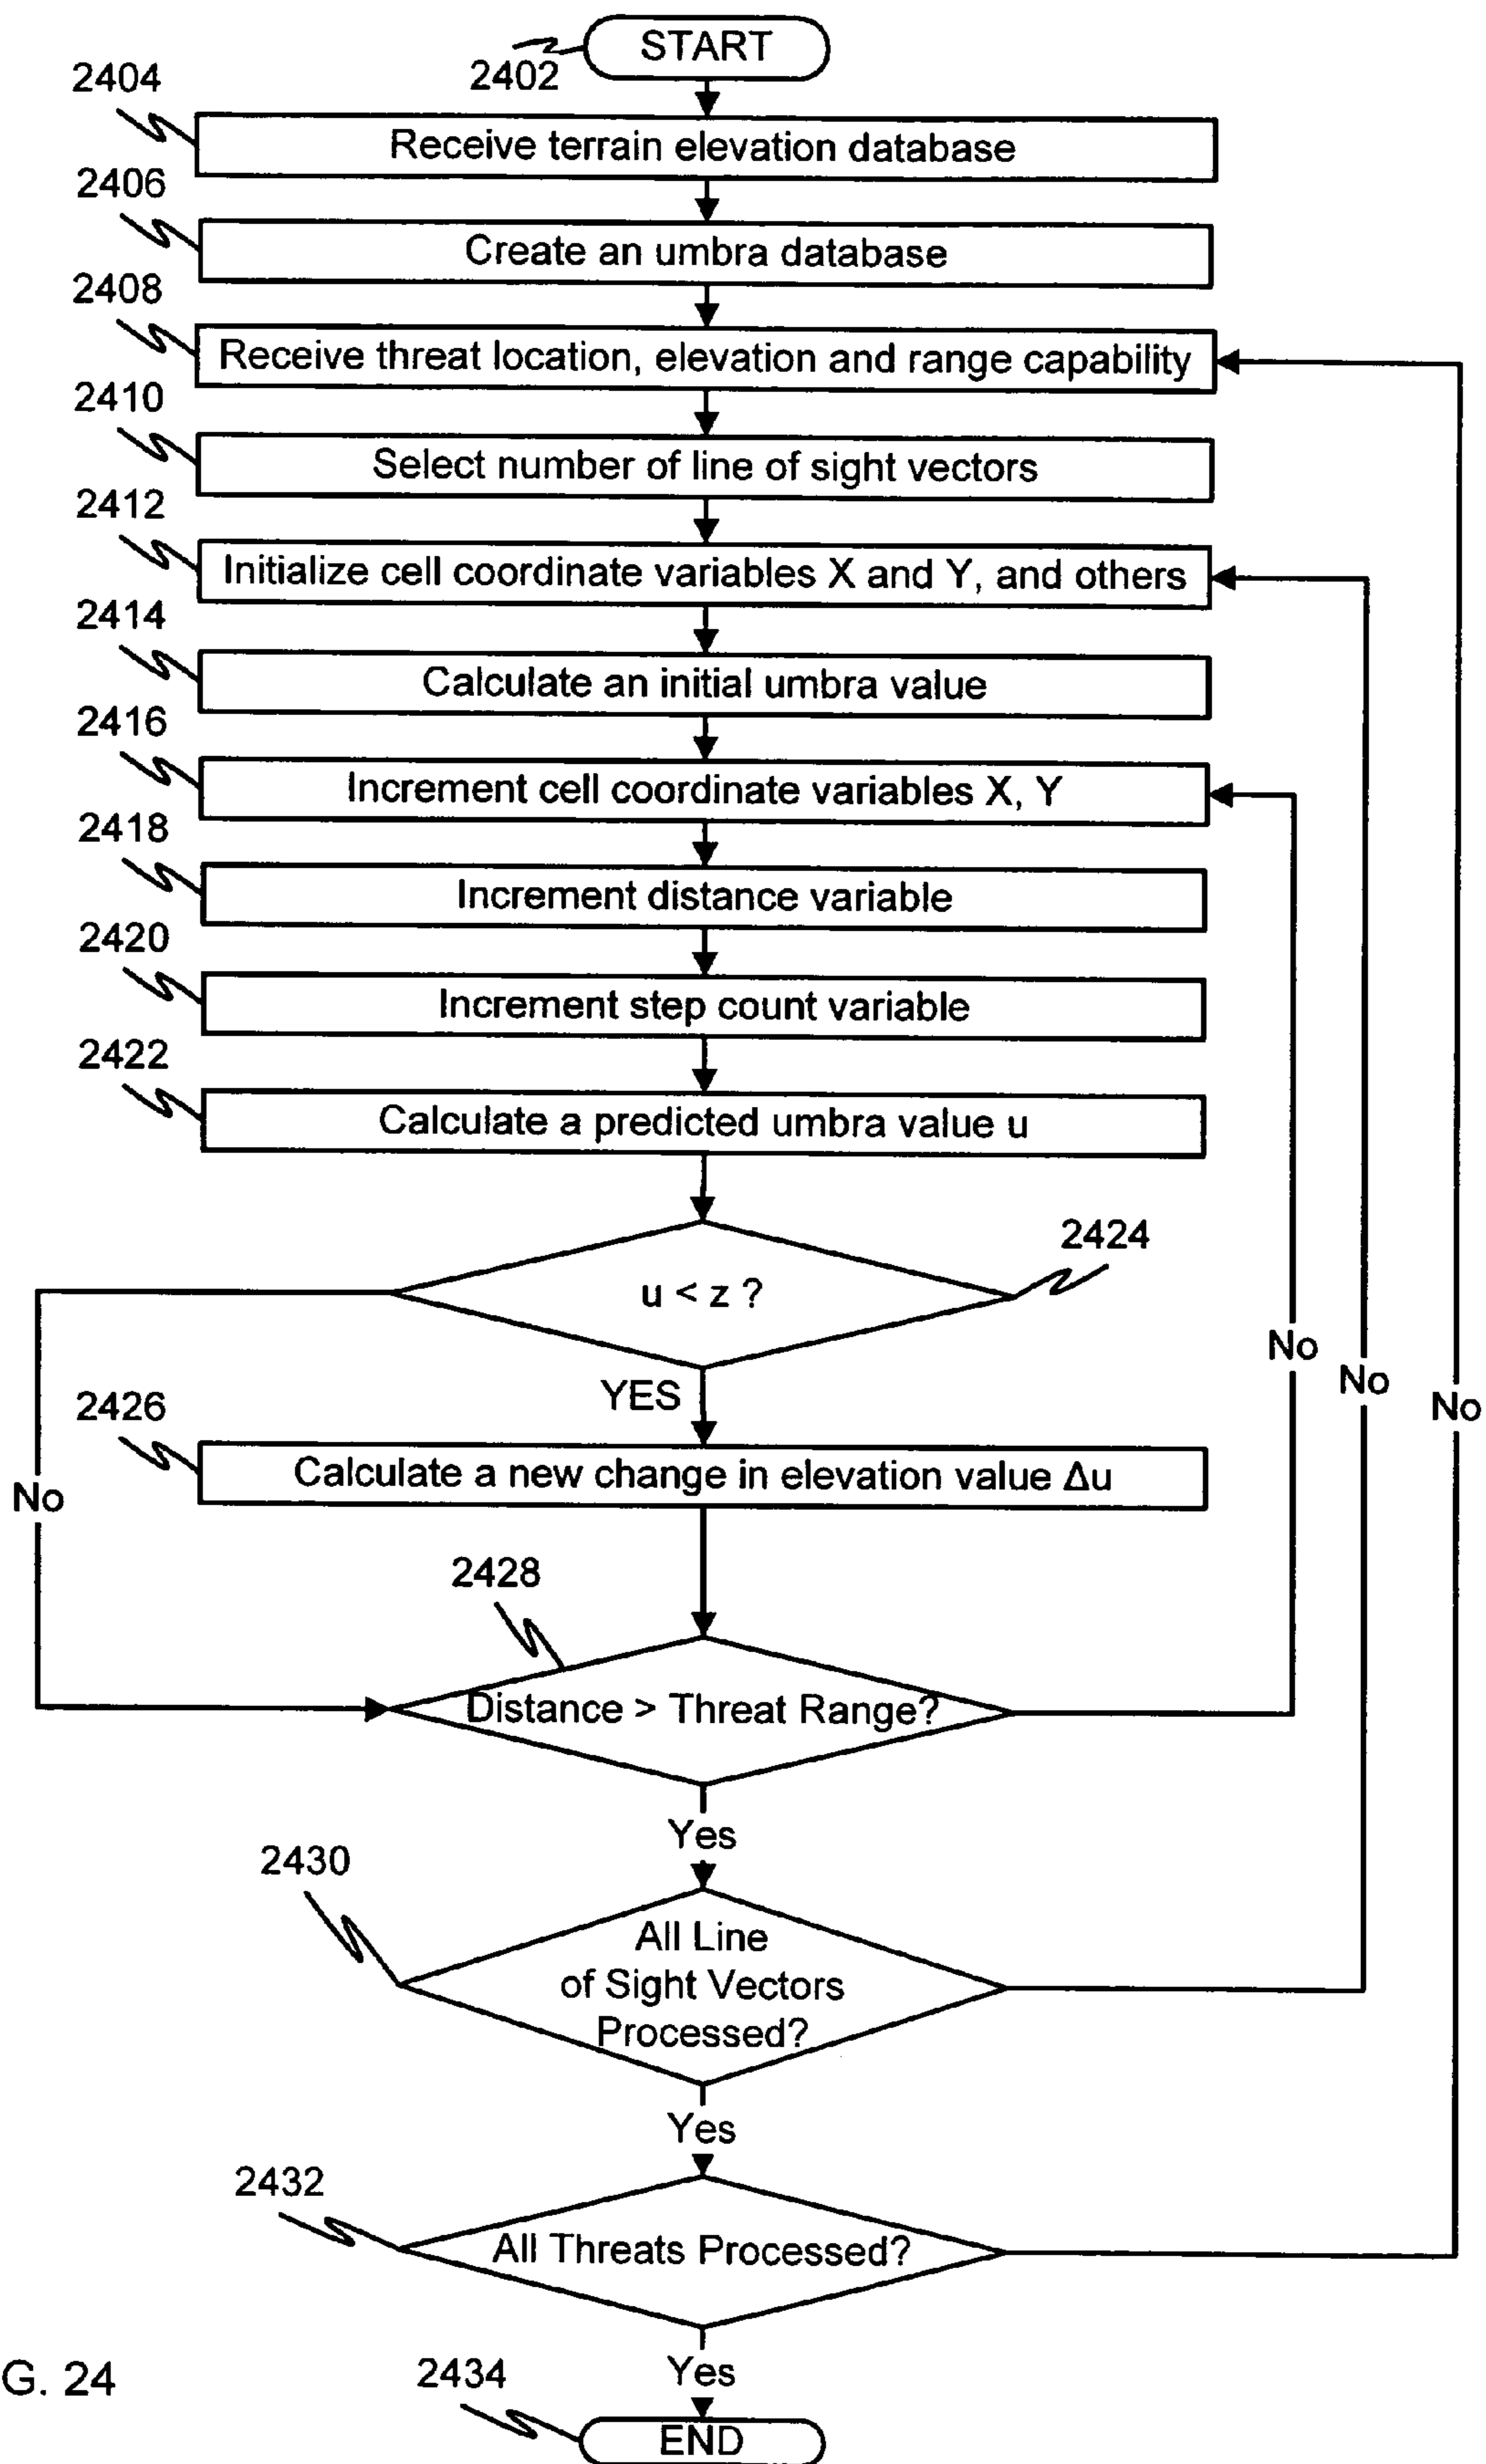 START
2402
2404
Receive terrain elevation database
2406
Create an umbra database
2408
Receive threat location, elevation and range capability
2410
Select number of line of sight vectors
2412
Initialize cell coordinate variables X and Y, and others
2414
Calculate an initial umbra value
2416
Increment cell coordinate variables X, Y
2418
Increment distance variable
2420
Increment step count variable
2422
Calculate a predicted umbra value u
2424
u < z ?
No
No
No
YES
2426
Calculate a new change in elevation value Δu
No
2428
Distance > Threat Range?
Yes
2430
All Line
of Sight Vectors
Processed?
Yes
2432
All Threats Processed?
Yes
G. 24
2434
END